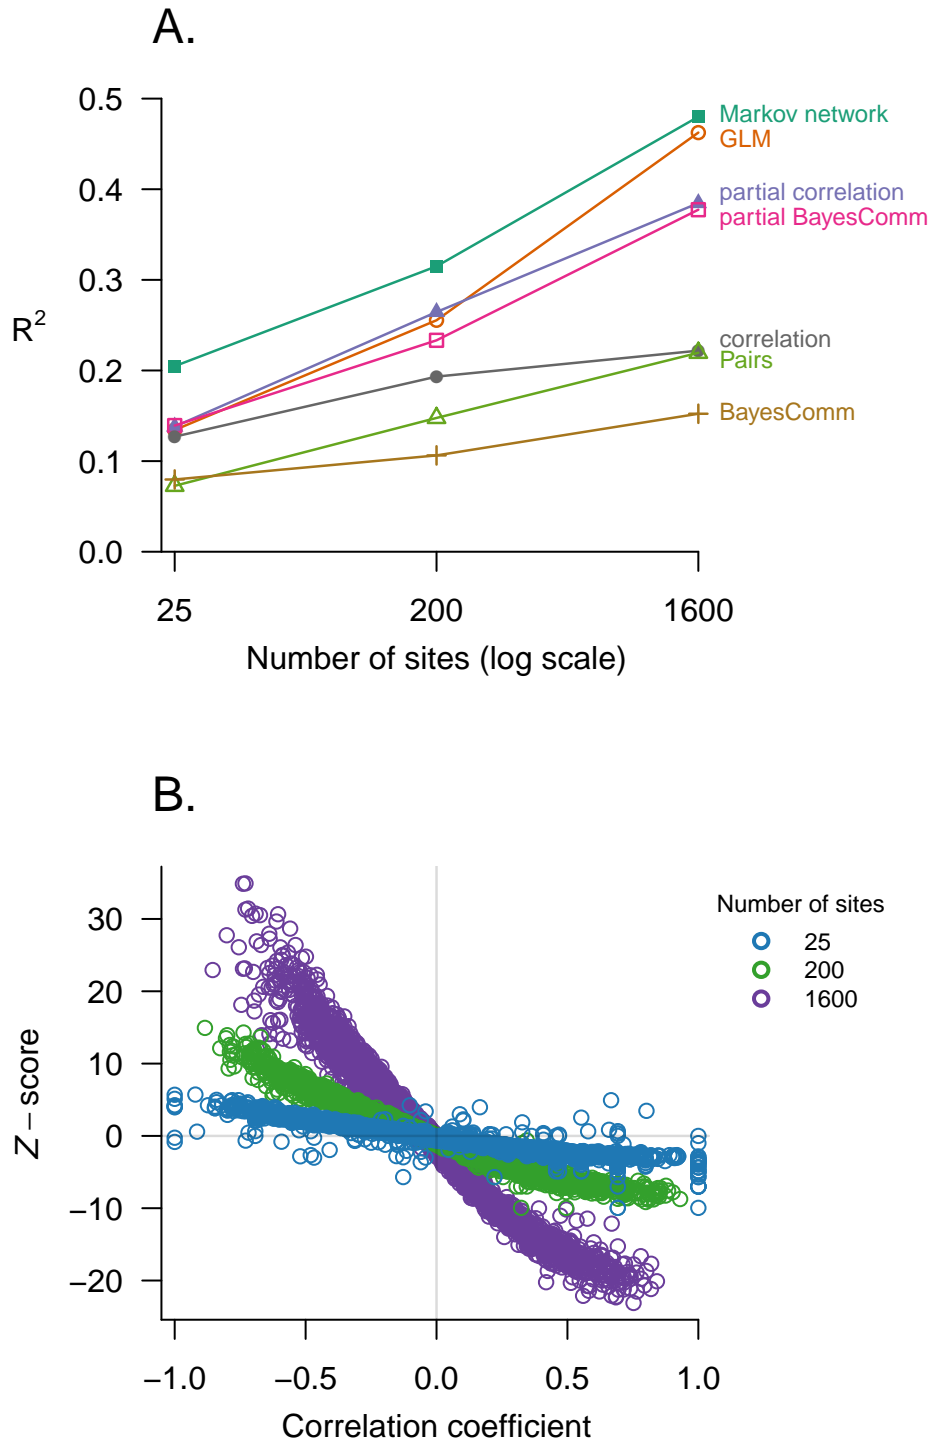 A.
0.5
0.4
0.3
0.2
0.1
0.0
R²
Markov network
GLM
partial correlation
partial BayesComm
correlation
Pairs
BayesComm
25 200 1600
Number of sites (log scale)
B.
30
20
10
0
−10
−20
Z − score
Number of sites
25
200
1600
−1.0 −0.5 0.0 0.5 1.0
Correlation coefficient